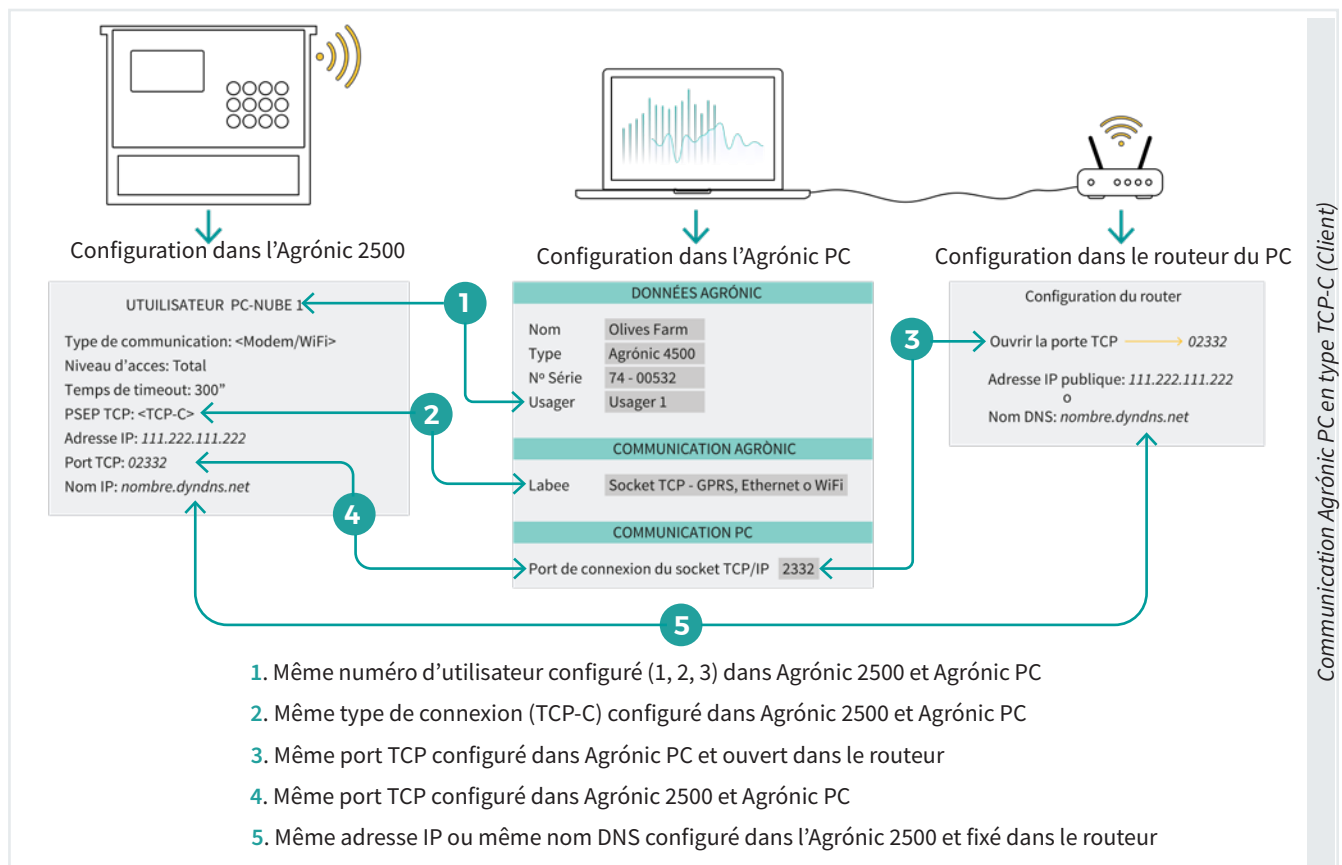 Configuration dans l'Agrónic 2500
UTUILISATEUR PC-NUBE 1
Type de communication: <Modem/WiFi>
Niveau d'acces: Total
Temps de timeout: 300"
PSEP TCP: <TCP-C>
Adresse IP: 111.222.111.222
Port TCP: 02332
Nom IP: nombre.dyndns.net
1
2
4
Configuration dans l'Agrónic PC
DONNÉES AGRÓNIC
Nom Olives Farm
Type Agrónic 4500
Nº Série 74 - 00532
Usager Usager 1
COMMUNICATION AGRÒNIC
Labee Socket TCP - GPRS, Ethernet o WiFi
COMMUNICATION PC
Port de connexion du socket TCP/IP 2332
3
Configuration dans le routeur du PC
Configuration du router
Ouvrir la porte TCP 02332
Adresse IP publique: 111.222.111.222
o
Nom DNS: nombre.dyndns.net
5
1. Même numéro d'utilisateur configuré (1, 2, 3) dans Agrónic 2500 et Agrónic PC
2. Même type de connexion (TCP-C) configuré dans Agrónic 2500 et Agrónic PC
3. Même port TCP configuré dans Agrónic PC et ouvert dans le routeur
4. Même port TCP configuré dans Agrónic 2500 et Agrónic PC
5. Même adresse IP ou même nom DNS configuré dans l'Agrónic 2500 et fixé dans le routeur
Communication Agrónic PC en type TCP-C (Client)